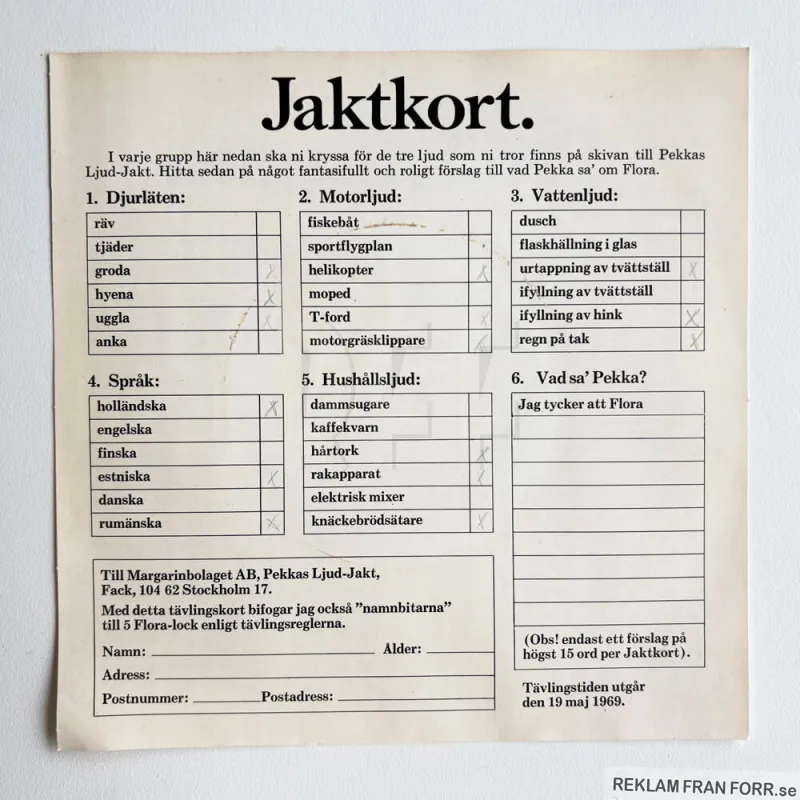 Jaktkort.
I varje grupp här nedan ska ni kryssa för de tre ljud som ni tror finns på skivan till Pekkas
Ljud-Jakt. Hitta sedan på något fantasifullt och roligt förslag till vad Pekka sa' om Flora.
1. Djurläten:
räv
tjäder
groda x
hyena x
uggla x
anka
2. Motorljud:
fiskebåt
sportflygplan
helikopter x
moped
T-ford x
motorgräsklippare x
3. Vattenljud:
dusch
flaskhällning i glas
urtappning av tvättställ x
ifyllning av tvättställ
ifyllning av hink x
regn på tak x
4. Språk:
holländska x
engelska
finska
estniska x
danska
rumänska x
5. Hushållsljud:
dammsugare
kaffekvarn
hårtork x
rakapparat x
elektrisk mixer
knäckebrödsätare x
6. Vad sa' Pekka?
Jag tycker att Flora
(Obs! endast ett förslag på
högst 15 ord per Jaktkort).
Till Margarinbolaget AB, Pekkas Ljud-Jakt,
Fack, 104 62 Stockholm 17.
Med detta tävlingskort bifogar jag också "namnbitarna"
till 5 Flora-lock enligt tävlingsreglerna.
Namn: Ålder:
Adress:
Postnummer: Postadress:
Tävlingstiden utgår
den 19 maj 1969.
REKLAM FRAN FORR.se